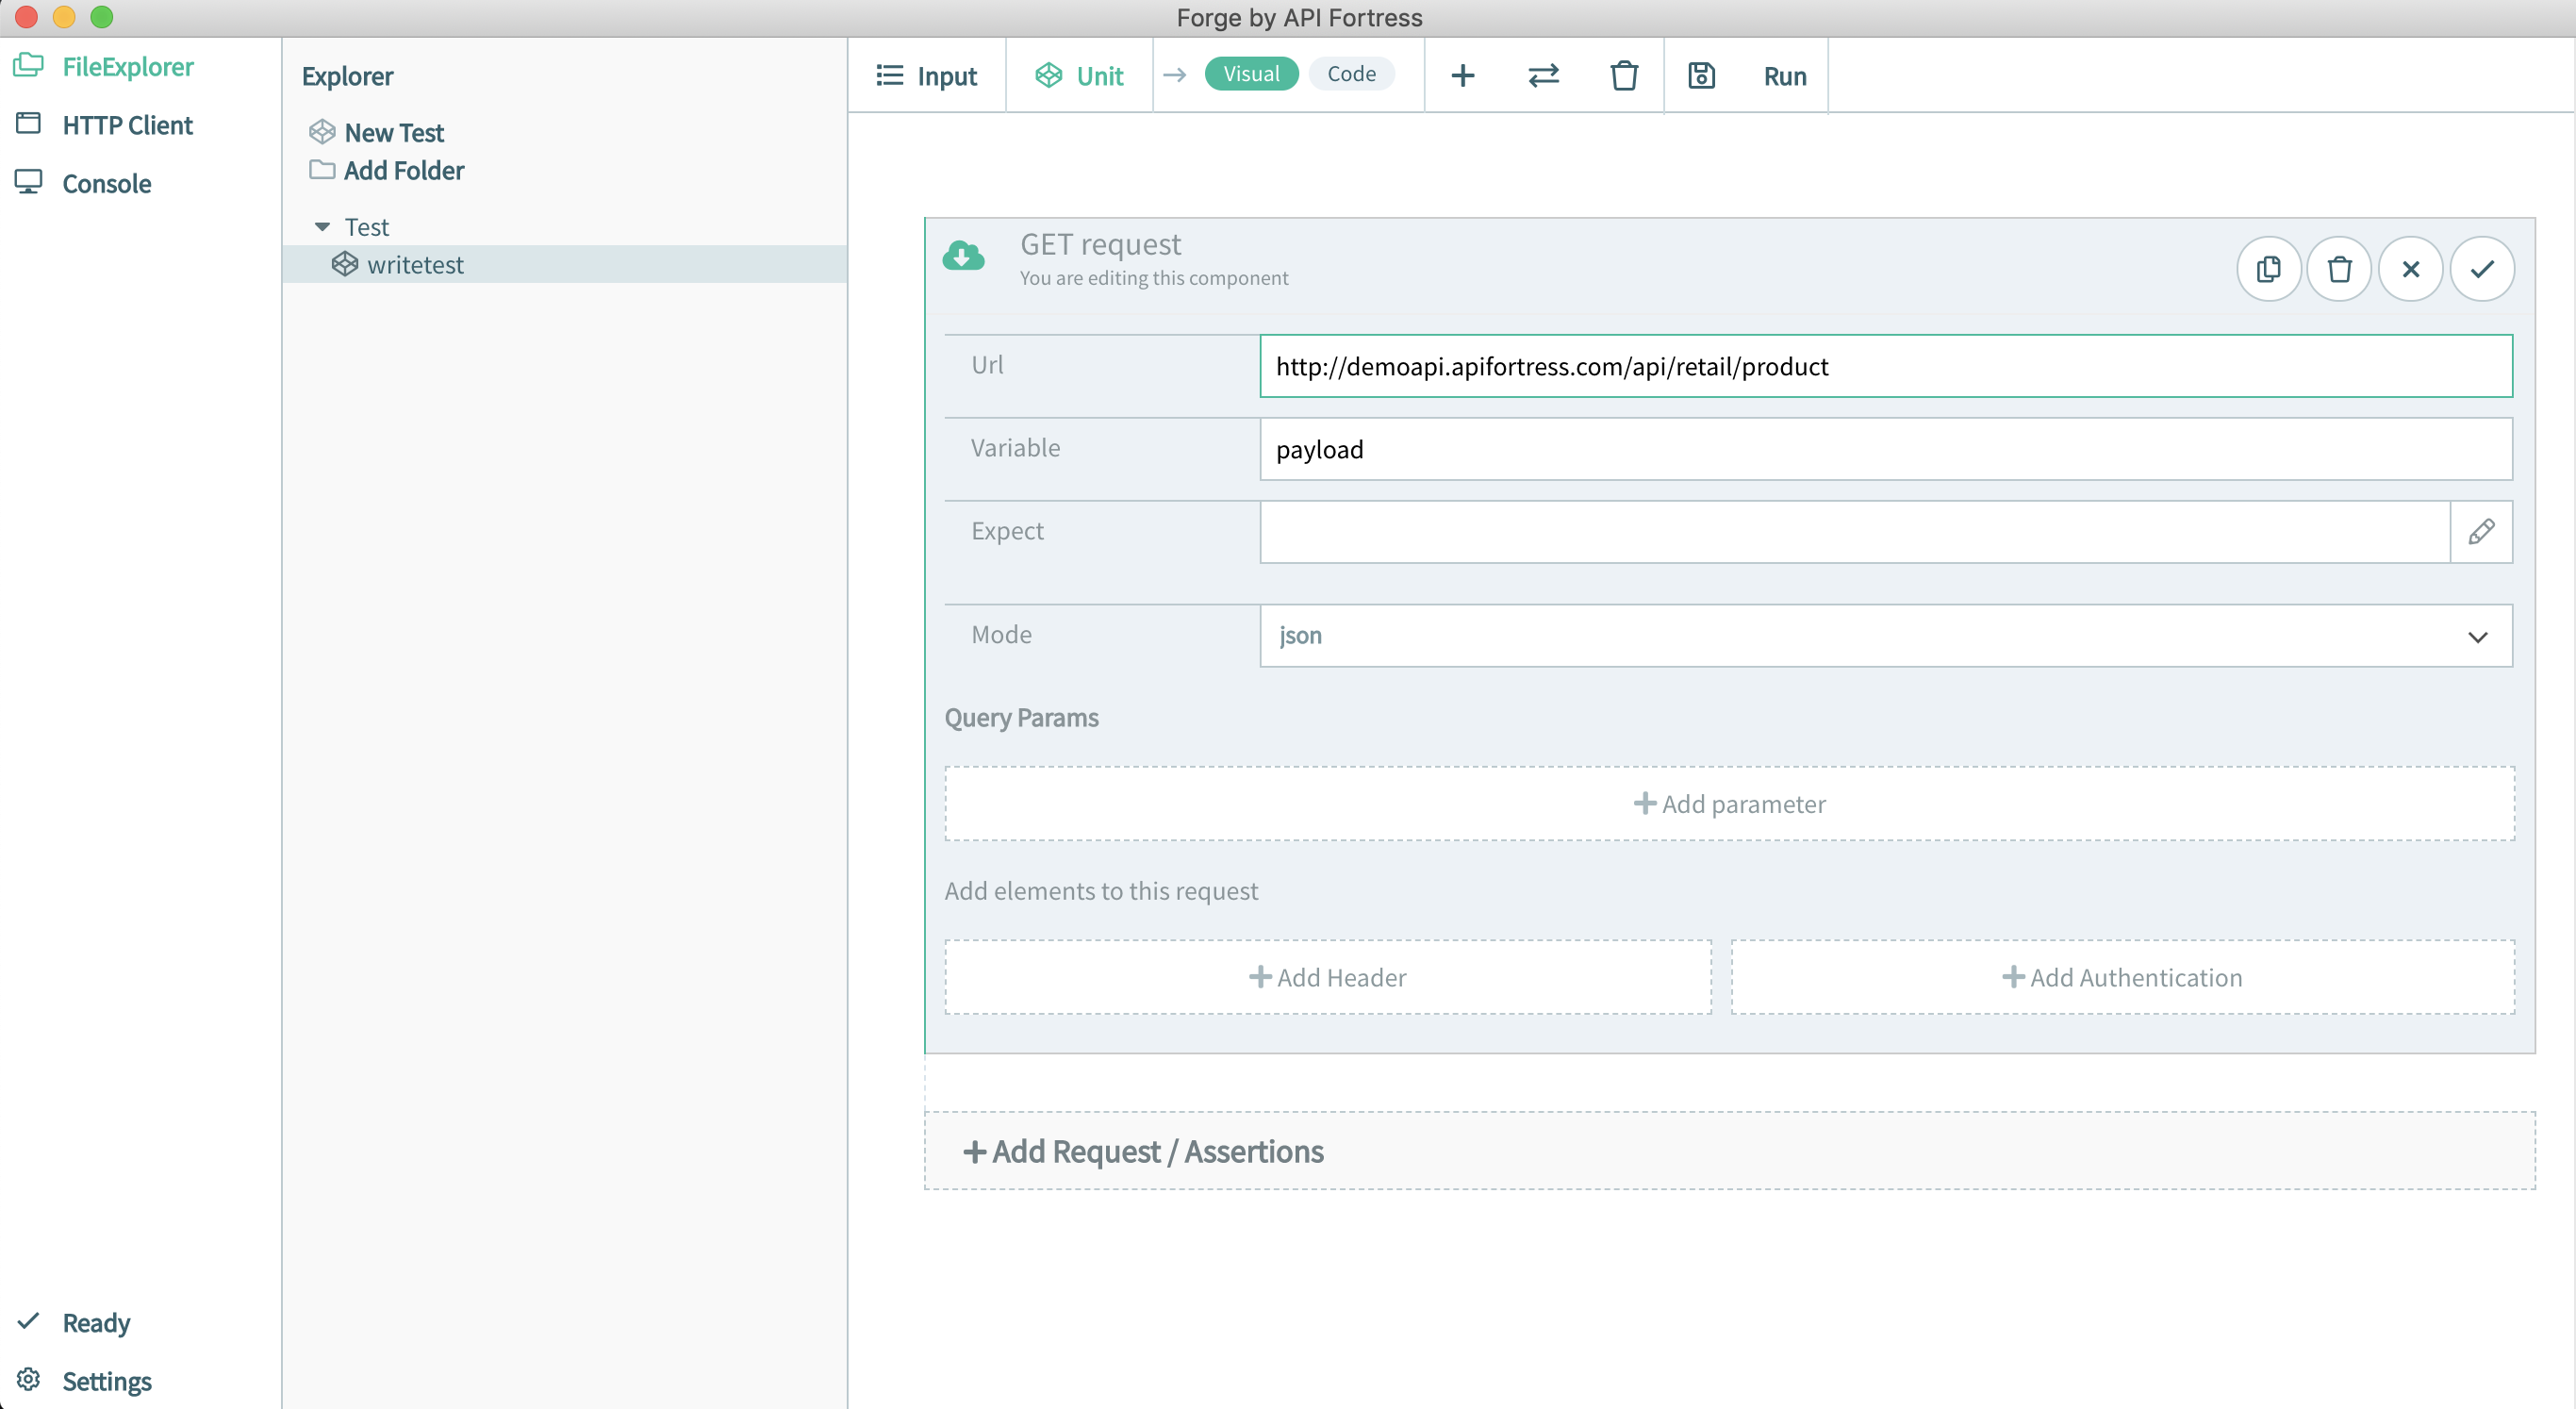 Forge by API Fortress
FileExplorer
HTTP Client
Console
Ready
Settings
Explorer
New Test
Add Folder
Test
writetest
Input
Unit
Visual
Code
Run
GET request
You are editing this component
Url
http://demoapi.apifortress.com/api/retail/product
Variable
payload
Expect
Mode
json
Query Params
Add parameter
Add elements to this request
Add Header
Add Authentication
Add Request / Assertions